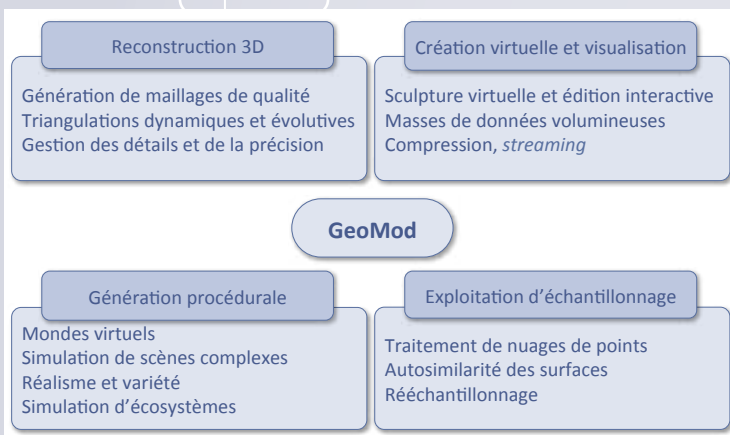 Reconstruction 3D
Génération de maillages de qualité
Triangulations dynamiques et évolutives
Gestion des détails et de la précision
Création virtuelle et visualisation
Sculpture virtuelle et édition interactive
Masses de données volumineuses
Compression, streaming
GeoMod
Génération procédurale
Mondes virtuels
Simulation de scènes complexes
Réalisme et variété
Simulation d'écosystèmes
Exploitation d'échantillonnage
Traitement de nuages de points
Autosimilarité des surfaces
Rééchantillonnage